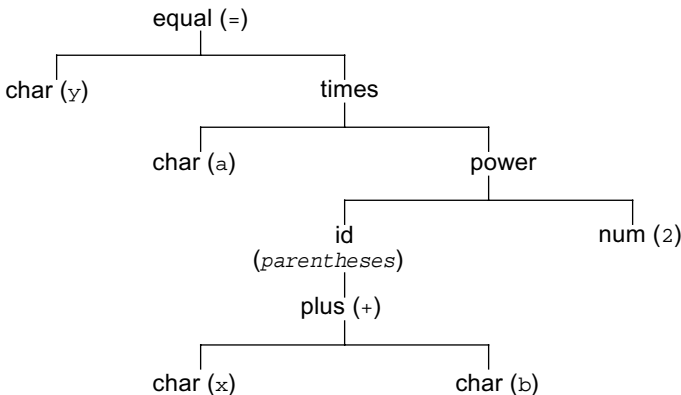 equal (=)
char (y)
times
char (a)
power
id
(parentheses)
num (2)
plus (+)
char (x)
char (b)